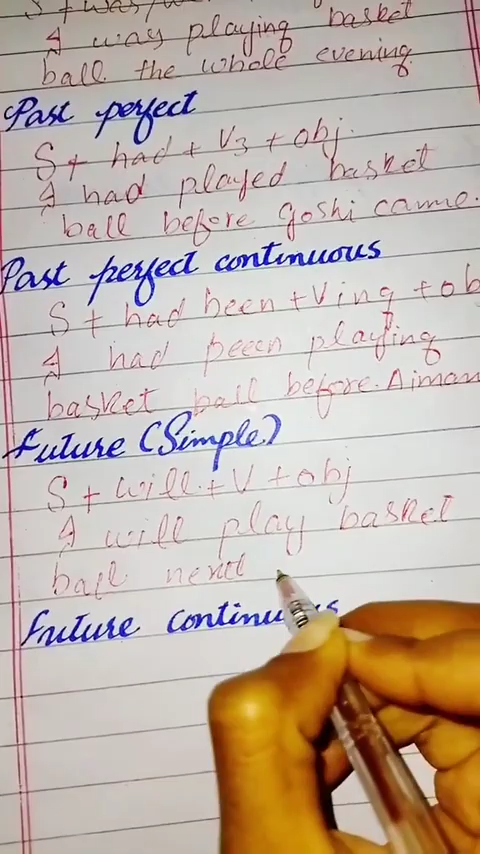 S + was/w
I was playing basket
ball the whole evening
Past perfect
S + had + V3 + obj.
I had played basket
ball before Goshi came.
Past perfect continuous
S + had been + Ving + ob
I had been playing
basket ball before Aiman
Future (Simple)
S + will + V + obj
I will play basket
ball next
Future continuous